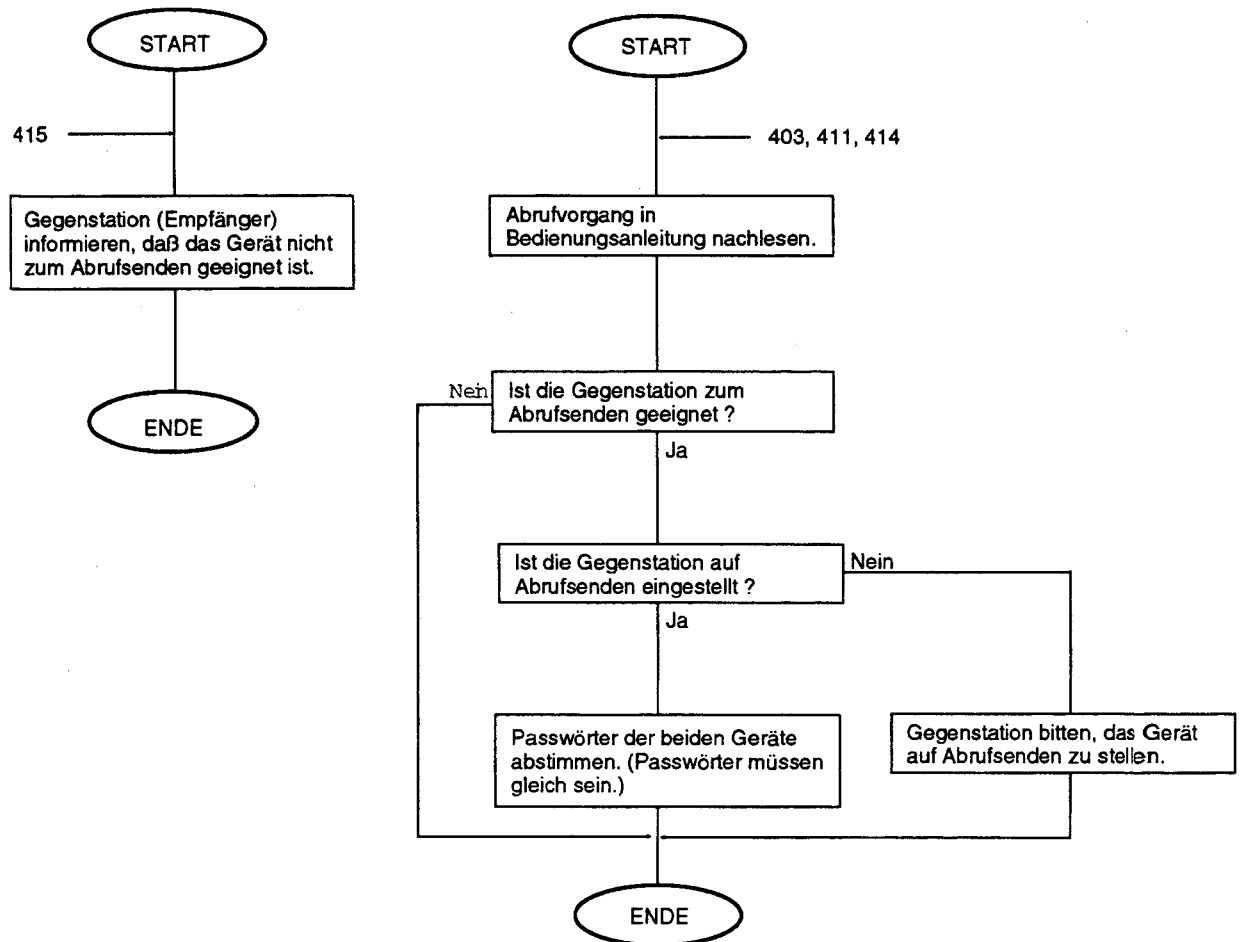 START
415
Gegenstation (Empfänger)
informieren, daß das Gerät nicht
zum Abrufsenden geeignet ist.
ENDE
START
403, 411, 414
Abrufvorgang in
Bedienungsanleitung nachlesen.
Nein
Ist die Gegenstation zum
Abrufsenden geeignet ?
Ja
Ist die Gegenstation auf
Abrufsenden eingestellt ?
Nein
Ja
Passwörter der beiden Geräte
abstimmen. (Passwörter müssen
gleich sein.)
Gegenstation bitten, das Gerät
auf Abrufsenden zu stellen.
ENDE